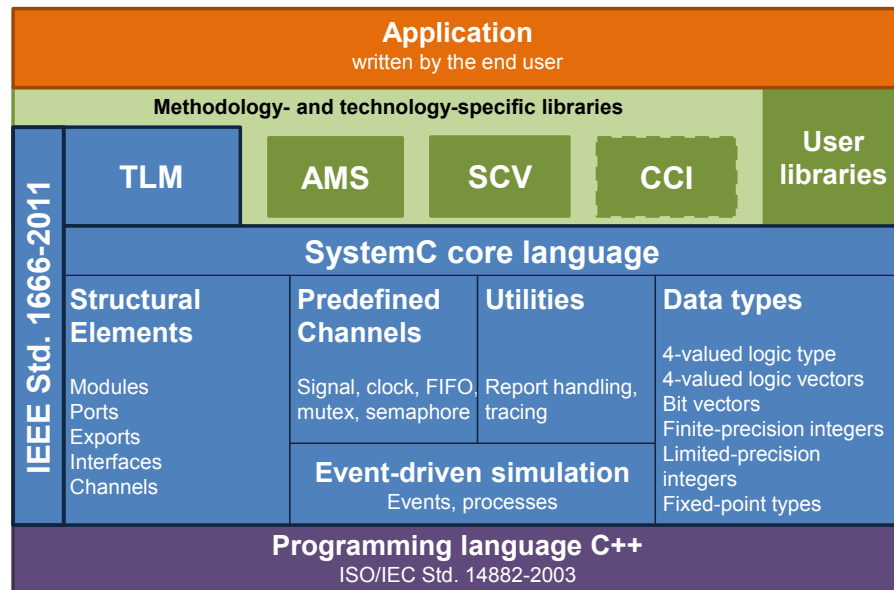 Application
written by the end user
Methodology- and technology-specific libraries
User
libraries
IEEE Std. 1666-2011
TLM
AMS
SCV
CCI
SystemC core language
Structural
Elements
Modules
Ports
Exports
Interfaces
Channels
Predefined
Channels
Signal, clock, FIFO,
mutex, semaphore
Utilities
Report handling,
tracing
Event-driven simulation
Events, processes
Data types
4-valued logic type
4-valued logic vectors
Bit vectors
Finite-precision integers
Limited-precision
integers
Fixed-point types
Programming language C++
ISO/IEC Std. 14882-2003